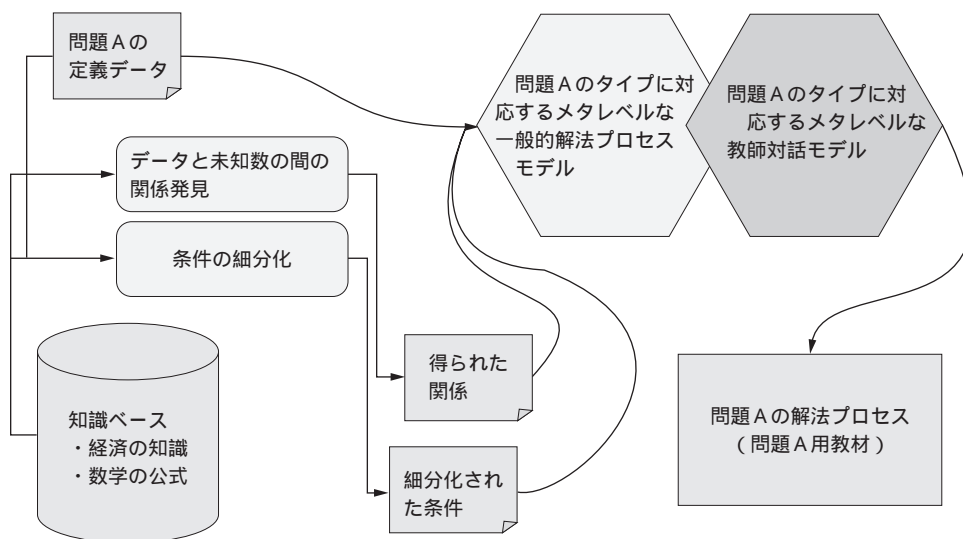 問題Aの
定義データ
データと未知数の間の
関係発見
条件の細分化
知識ベース
・経済の知識
・数学の公式
得られた
関係
細分化され
た条件
問題Aのタイプに対
応するメタレベルな
一般的解法プロセス
モデル
問題Aのタイプに対
応するメタレベルな
教師対話モデル
問題Aの解法プロセス
(問題A用教材)